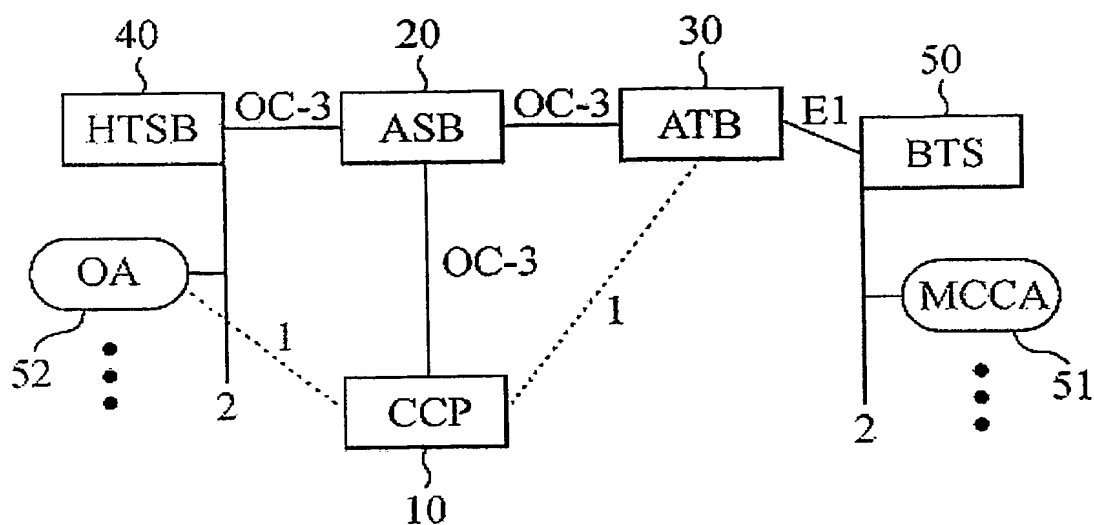 40
20
30
50
HTSB
OC-3
ASB
OC-3
ATB
E1
BTS
OC-3
OA
MCCA
1
1
52
51
2
CCP
2
10